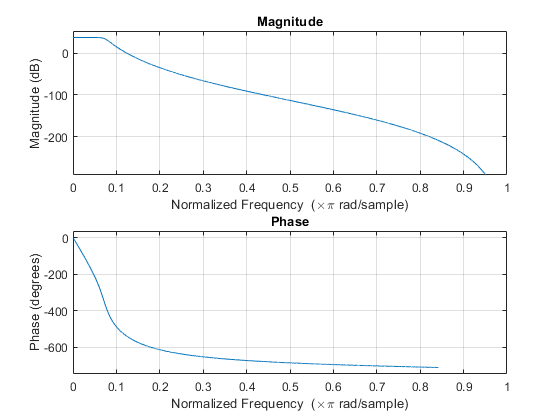 Magnitude
Magnitude (dB)
0
-100
-200
0 0.1 0.2 0.3 0.4 0.5 0.6 0.7 0.8 0.9 1
Normalized Frequency (×π rad/sample)
Phase
Phase (degrees)
0
-200
-400
-600
0 0.1 0.2 0.3 0.4 0.5 0.6 0.7 0.8 0.9 1
Normalized Frequency (×π rad/sample)